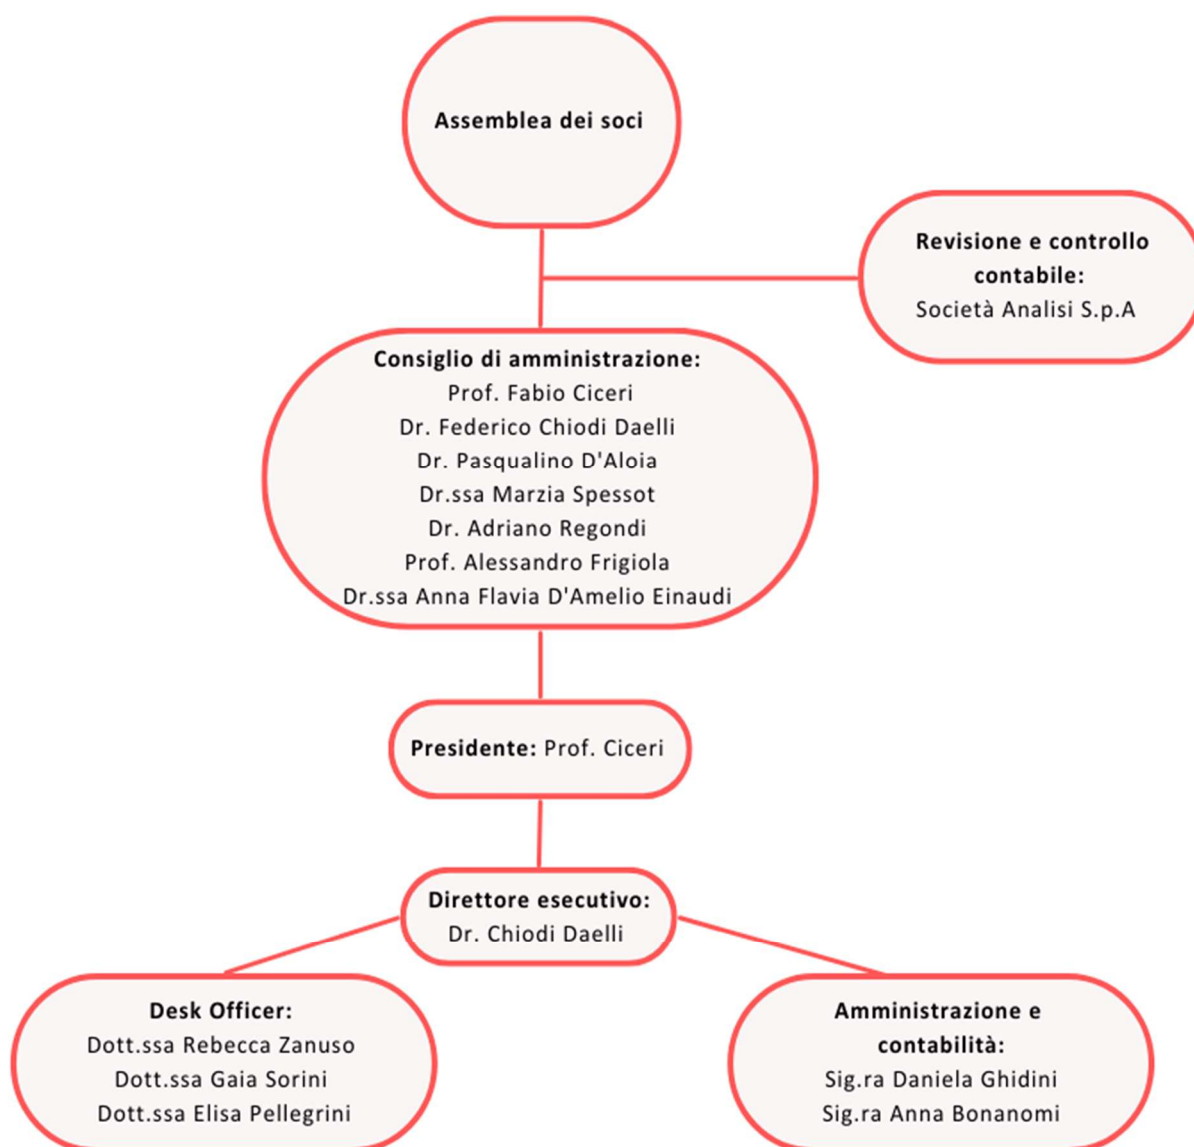 Assemblea dei soci
Revisione e controllo
contabile:
Società Analisi S.p.A
Consiglio di amministrazione:
Prof. Fabio Ciceri
Dr. Federico Chiodi Daelli
Dr. Pasqualino D'Aloia
Dr.ssa Marzia Spessot
Dr. Adriano Regondi
Prof. Alessandro Frigiola
Dr.ssa Anna Flavia D'Amelio Einaudi
Presidente: Prof. Ciceri
Direttore esecutivo:
Dr. Chiodi Daelli
Desk Officer:
Dott.ssa Rebecca Zanuso
Dott.ssa Gaia Sorini
Dott.ssa Elisa Pellegrini
Amministrazione e
contabilità:
Sig.ra Daniela Ghidini
Sig.ra Anna Bonanomi